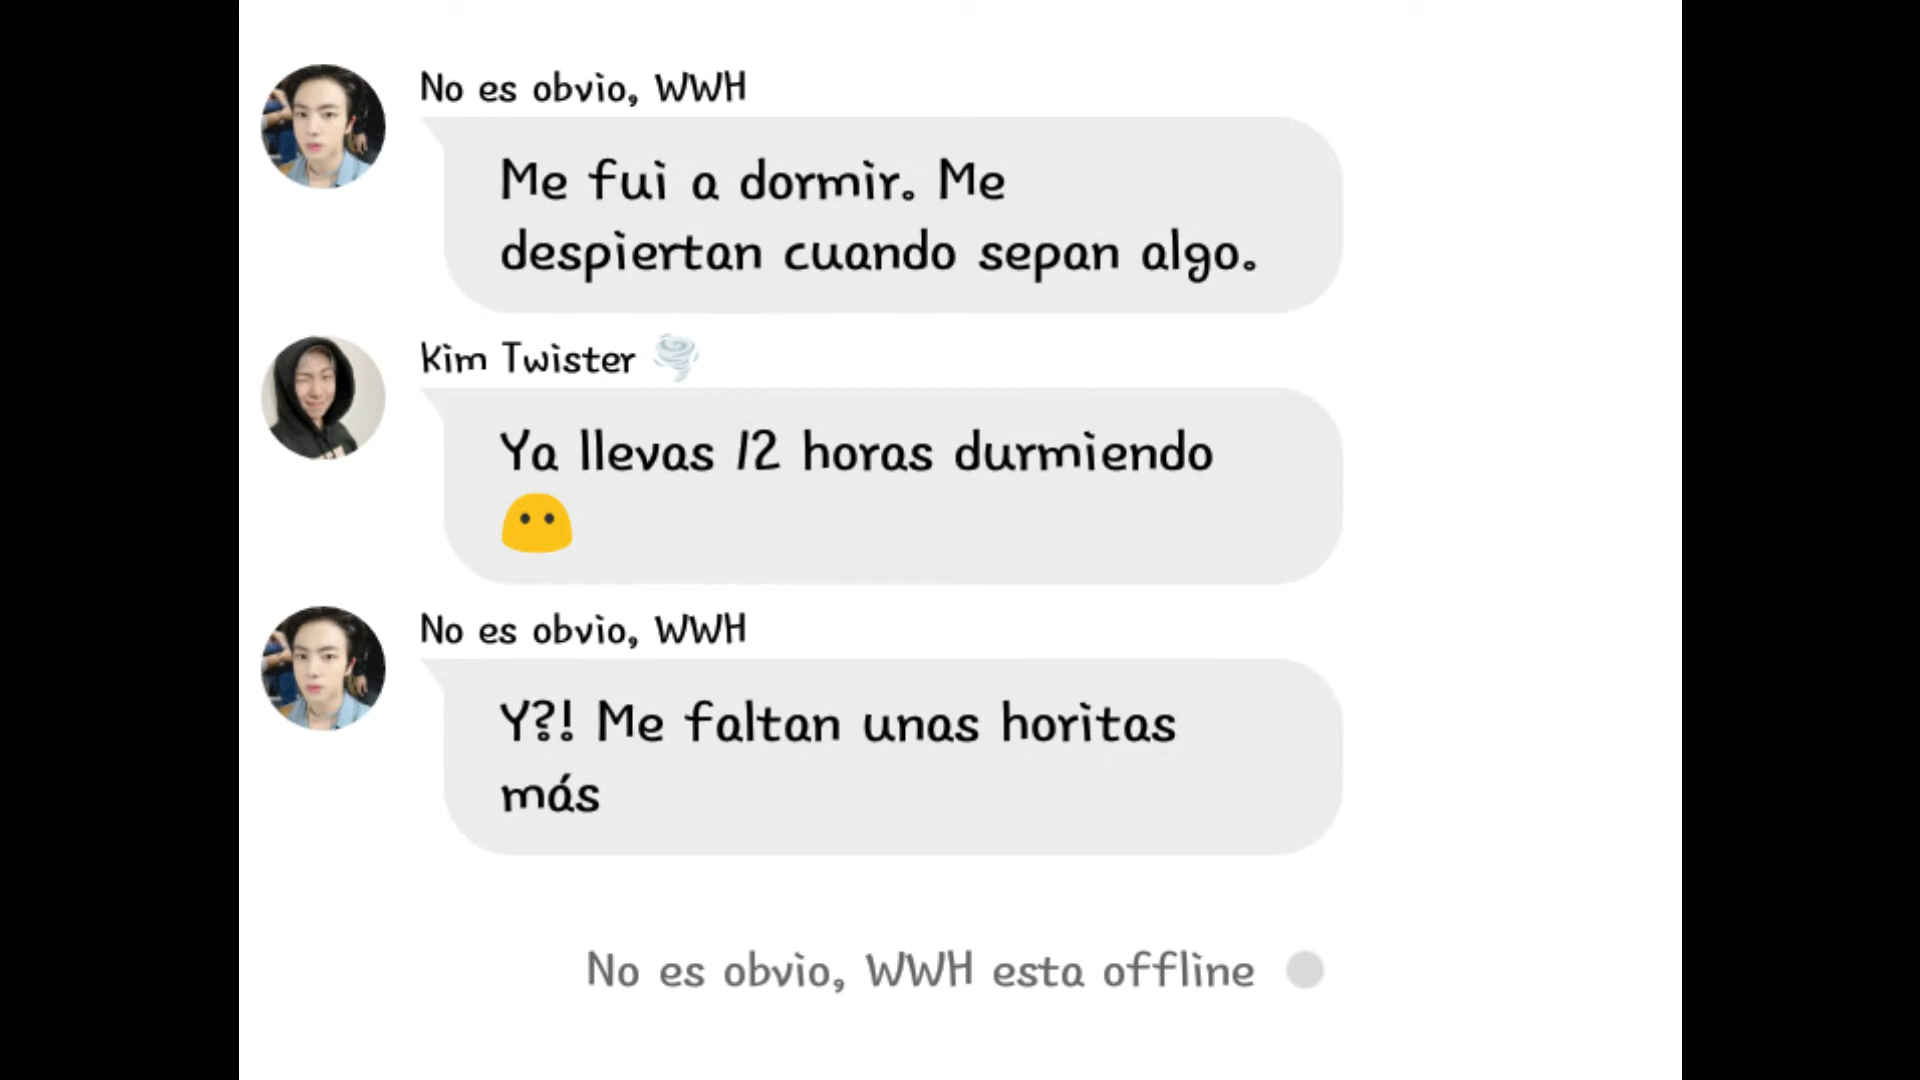 No es obvio, WWH
Me fui a dormir. Me
despiertan cuando sepan algo.
Kim Twister 🌪️
Ya llevas 12 horas durmiendo
😶
No es obvio, WWH
Y?! Me faltan unas horitas
más
No es obvio, WWH esta offline